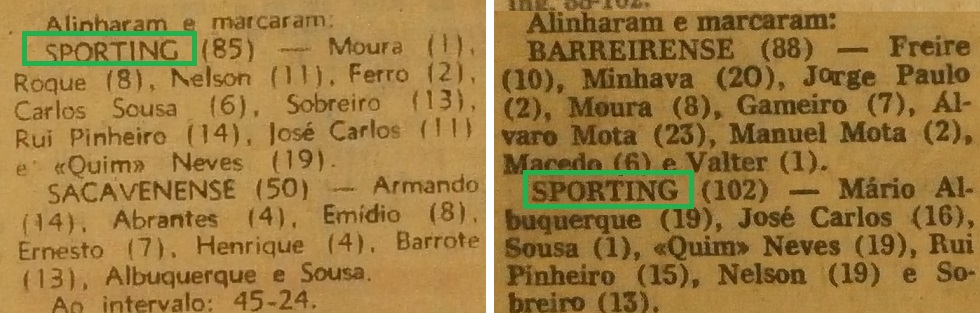 Alinharam e marcaram:
SPORTING (85) — Moura (1),
Roque (8), Nelson (11), Ferro (2),
Carlos Sousa (6), Sobreiro (13),
Rui Pinheiro (14), José Carlos (11)
e «Quim» Neves (19).
SACAVENENSE (50) — Armando
(14), Abrantes (4), Emídio (8),
Ernesto (7), Henrique (4), Barrote
(13), Albuquerque e Sousa.
Ao intervalo: 45-24.
Alinharam e marcaram:
BARREIRENSE (88) — Freire
(10), Minhava (20), Jorge Paulo
(2), Moura (8), Gameiro (7), Ál-
varo Mota (23), Manuel Mota (2),
Macedo (6) e Valter (1).
SPORTING (102) — Mário Al-
buquerque (19), José Carlos (16),
Sousa (1), «Quim» Neves (19), Rui
Pinheiro (15), Nelson (19) e So-
breiro (13).